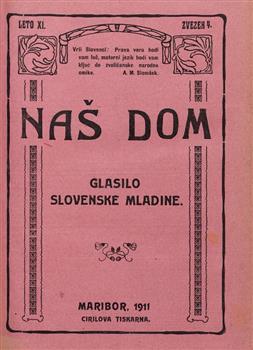 LETO XI.
ZVEZEK 4.
Vrli Slovenci: Prava vera bodi
vam luč, materni jezik bodi vam
ključ do zveličanske narodne
omike. A. M. Slomšek.
NAŠ DOM
GLASILO
SLOVENSKE MLADINE.
MARIBOR, 1911
CIRILOVA TISKARNA.